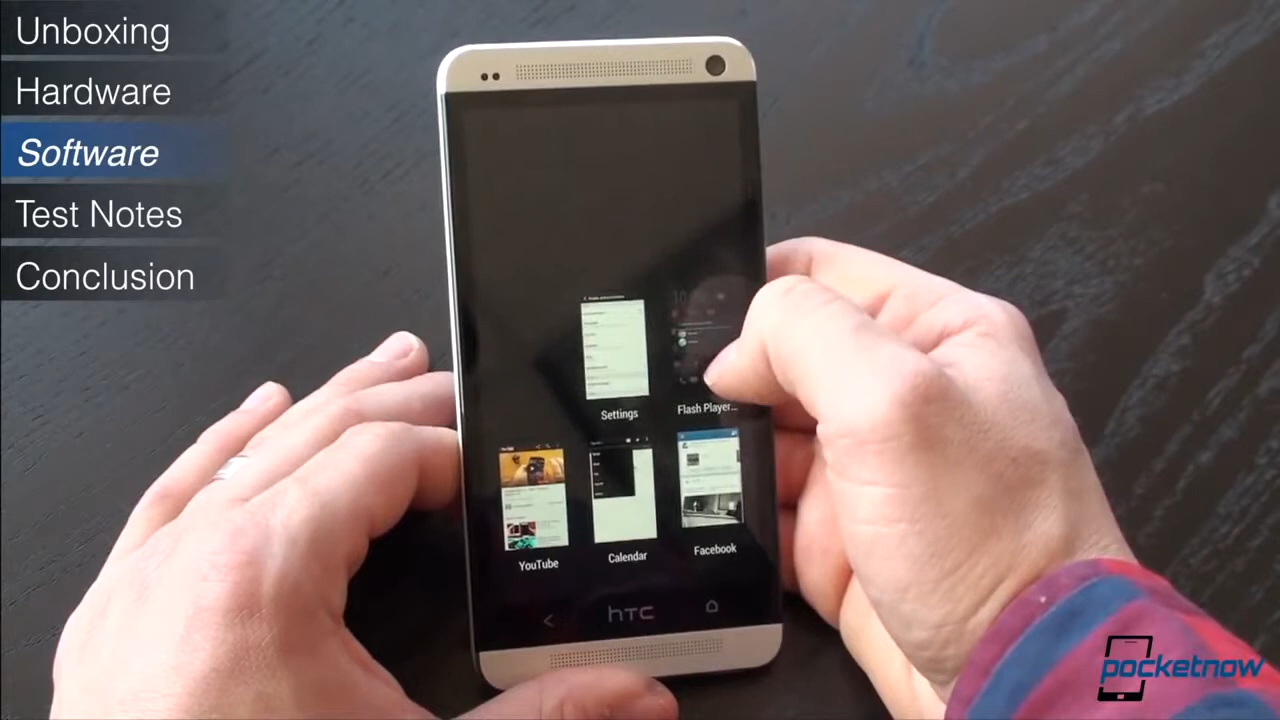 Unboxing
Hardware
Software
Test Notes
Conclusion
Settings
Flash Player...
YouTube
Calendar
Facebook
hTC
pocketnow